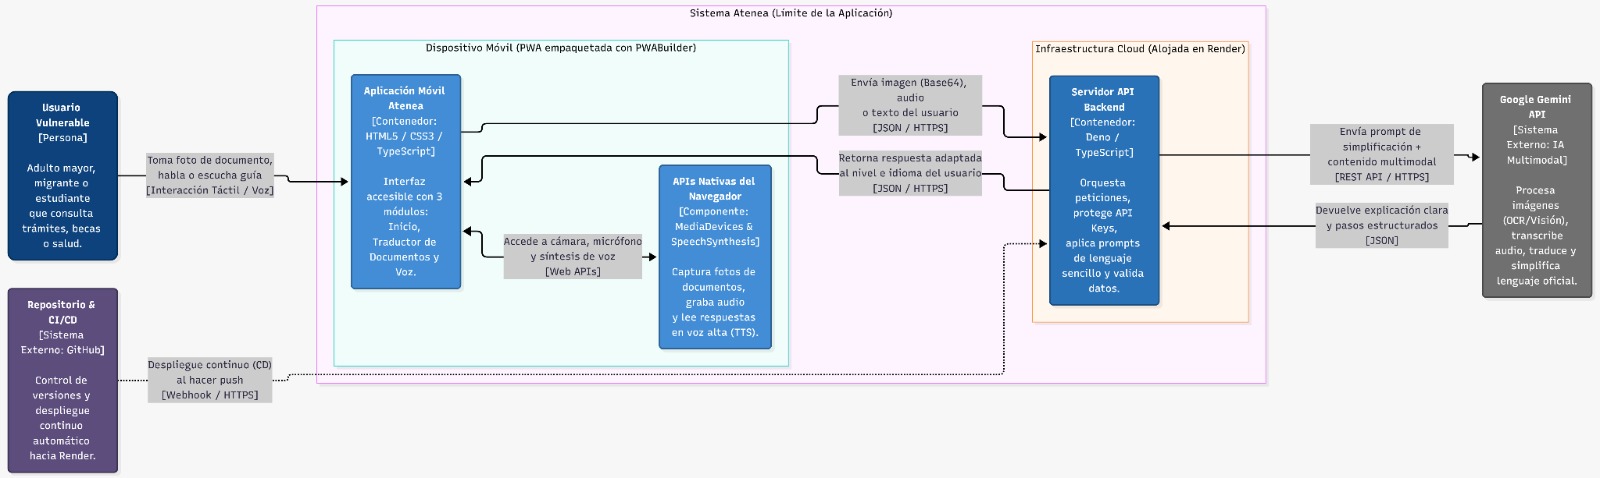 Sistema Atenea (Límite de la Aplicación)
Dispositivo Móvil (PWA empaquetada con PWABuilder)
Infraestructura Cloud (Alojada en Render)
Usuario
Vulnerable
[Persona]
Adulto mayor,
migrante o
estudiante
que consulta
trámites, becas
o salud.
Toma foto de documento,
habla o escucha guía
[Interacción Táctil / Voz]
Aplicación Móvil
Atenea
[Contenedor:
HTML5 / CSS3 /
TypeScript]
Interfaz
accesible con 3
módulos:
Inicio,
Traductor de
Documentos y
Voz.
Accede a cámara, micrófono
y síntesis de voz
[Web APIs]
APIs Nativas del
Navegador
[Componente:
MediaDevices &
SpeechSynthesis]
Captura fotos de
documentos,
graba audio
y lee respuestas
en voz alta (TTS).
Envía imagen (Base64),
audio
o texto del usuario
[JSON / HTTPS]
Retorna respuesta adaptada
al nivel e idioma del usuario
[JSON / HTTPS]
Servidor API
Backend
[Contenedor:
Deno /
TypeScript]
Orquesta
peticiones,
protege API
Keys,
aplica prompts
de lenguaje
sencillo y valida
datos.
Envía prompt de
simplificación +
contenido multimodal
[REST API / HTTPS]
Devuelve explicación clara
y pasos estructurados
[JSON]
Google Gemini
API
[Sistema
Externo: IA
Multimodal]
Procesa
imágenes
(OCR/Visión),
transcribe
audio, traduce y
simplifica
lenguaje oficial.
Repositorio &
CI/CD
[Sistema
Externo: GitHub]
Control de
versiones y
despliegue
continuo
automático
hacia Render.
Despliegue continuo (CD)
al hacer push
[Webhook / HTTPS]